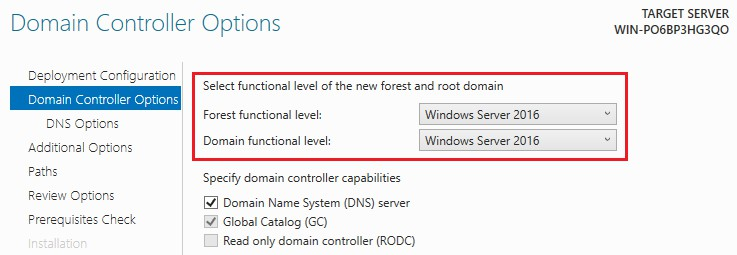 Domain Controller Options
TARGET SERVER
WIN-PO6BP3HG3QO
Deployment Configuration
Domain Controller Options
DNS Options
Additional Options
Paths
Review Options
Prerequisites Check
Installation
Select functional level of the new forest and root domain
Forest functional level: Windows Server 2016
Domain functional level: Windows Server 2016
Specify domain controller capabilities
Domain Name System (DNS) server
Global Catalog (GC)
Read only domain controller (RODC)